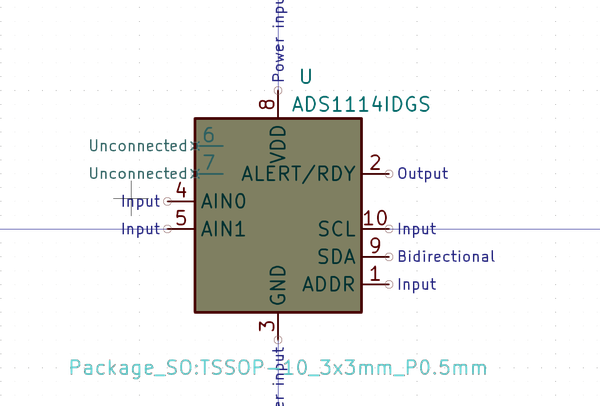 Power input
U
8
ADS1114IDGS
Unconnected 6
VDD
Unconnected 7
ALERT/RDY 2 Output
Input 4 AIN0
Input 5 AIN1
SCL 10 Input
SDA 9 Bidirectional
ADDR 1 Input
GND
3
Package_SO:TSSOP-10_3x3mm_P0.5mm
input